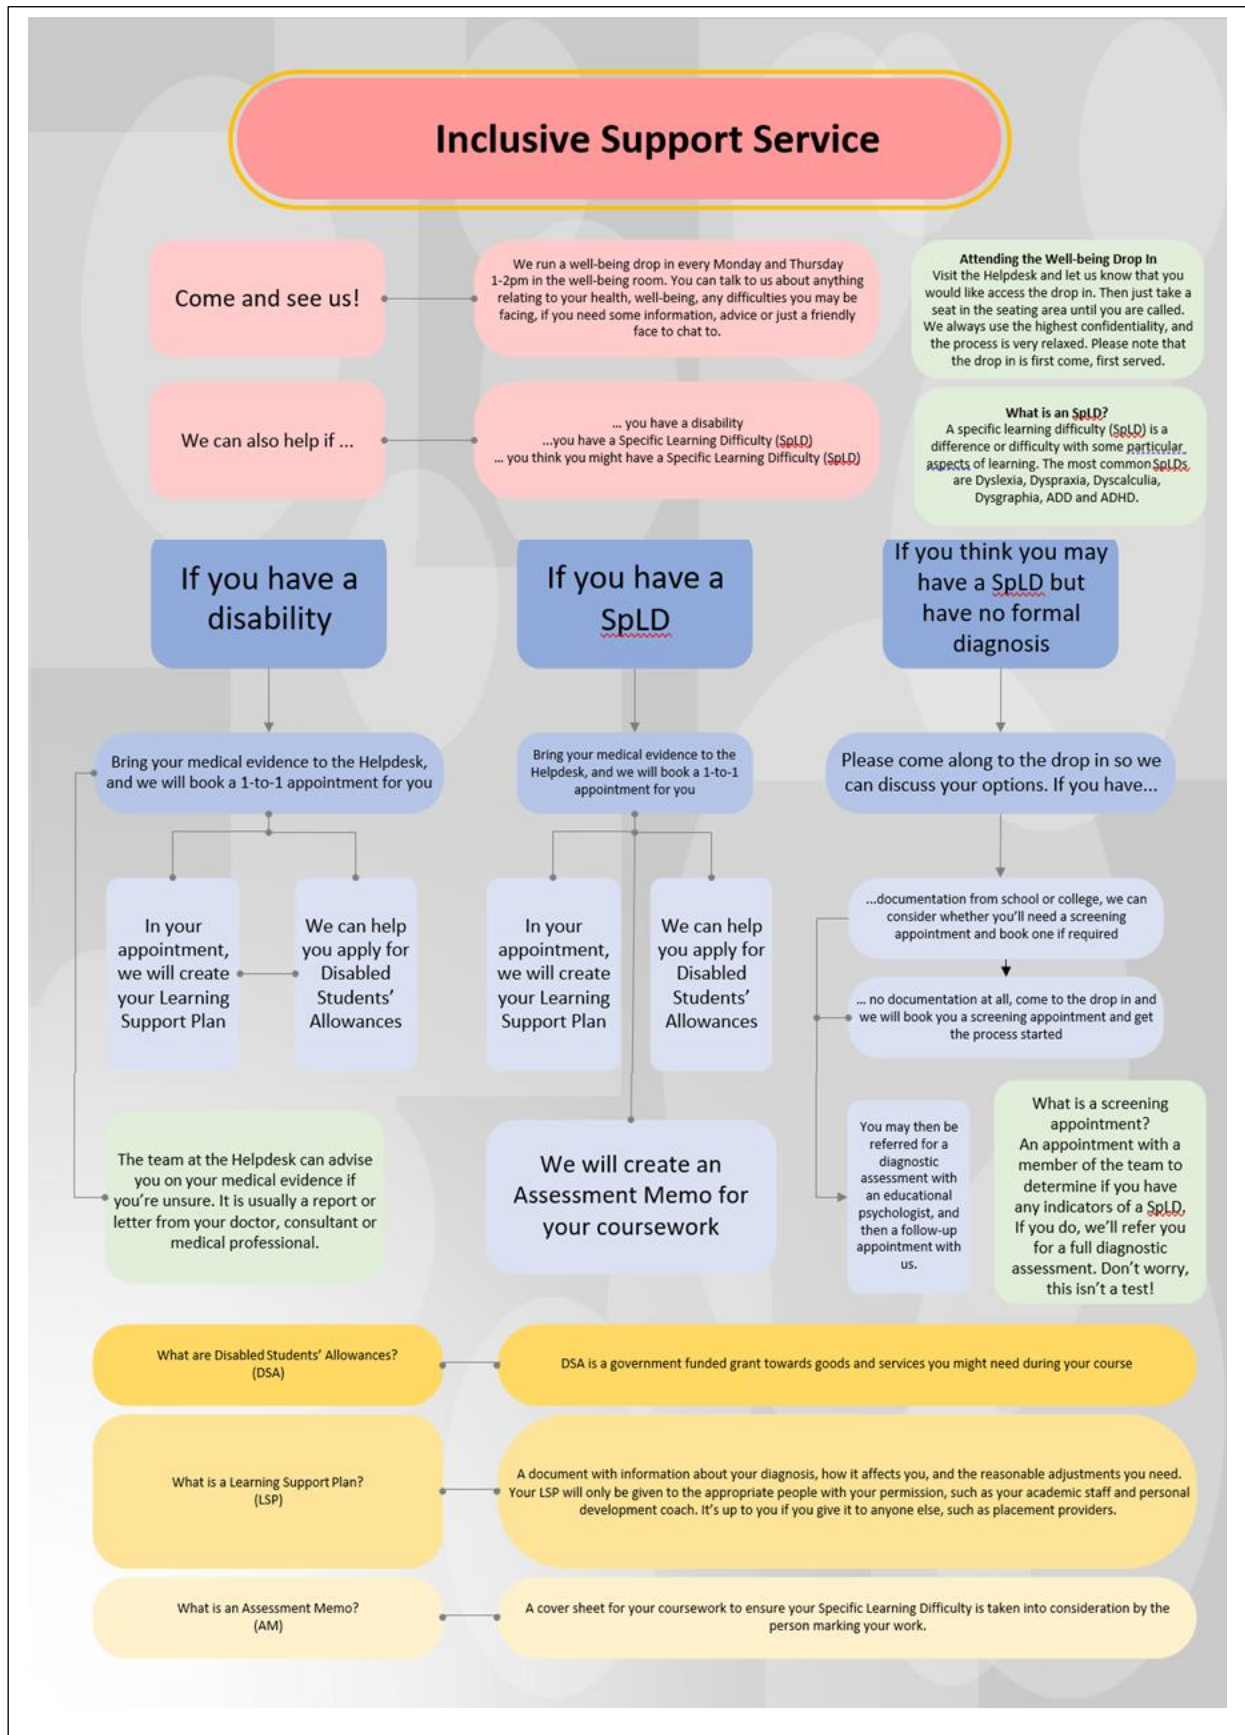 Inclusive Support Service
Come and see us!
We run a well-being drop in every Monday and Thursday
1-2pm in the well-being room. You can talk to us about anything
relating to your health, well-being, any difficulties you may be
facing, if you need some information, advice or just a friendly
face to chat to.
Attending the Well-being Drop In
Visit the Helpdesk and let us know that you
would like access the drop in. Then just take a
seat in the seating area until you are called.
We always use the highest confidentiality, and
the process is very relaxed. Please note that
the drop in is first come, first served.
We can also help if ...
... you have a disability
...you have a Specific Learning Difficulty (SpLD)
... you think you might have a Specific Learning Difficulty (SpLD)
What is an SpLD?
A specific learning difficulty (SpLD) is a
difference or difficulty with some particular
aspects of learning. The most common SpLDs
are Dyslexia, Dyspraxia, Dyscalculia,
Dysgraphia, ADD and ADHD.
If you have a
disability
If you have a
SpLD
If you think you may
have a SpLD but
have no formal
diagnosis
Bring your medical evidence to the Helpdesk,
and we will book a 1-to-1 appointment for you
Bring your medical evidence to the
Helpdesk, and we will book a 1-to-1
appointment for you
Please come along to the drop in so we
can discuss your options. If you have...
In your
appointment,
we will create
your Learning
Support Plan
We can help
you apply for
Disabled
Students'
Allowances
In your
appointment,
we will create
your Learning
Support Plan
We can help
you apply for
Disabled
Students'
Allowances
...documentation from school or college, we can
consider whether you'll need a screening
appointment and book one if required
... no documentation at all, come to the drop in and
we will book you a screening appointment and get
the process started
The team at the Helpdesk can advise
you on your medical evidence if
you're unsure. It is usually a report or
letter from your doctor, consultant or
medical professional.
We will create an
Assessment Memo for
your coursework
You may then be
referred for a
diagnostic
assessment with
an educational
psychologist, and
then a follow-up
appointment with
us.
What is a screening
appointment?
An appointment with a
member of the team to
determine if you have
any indicators of a SpLD.
If you do, we'll refer you
for a full diagnostic
assessment. Don't worry,
this isn't a test!
What are Disabled Students' Allowances?
(DSA)
DSA is a government funded grant towards goods and services you might need during your course
What is a Learning Support Plan?
(LSP)
A document with information about your diagnosis, how it affects you, and the reasonable adjustments you need.
Your LSP will only be given to the appropriate people with your permission, such as your academic staff and personal
development coach. It's up to you if you give it to anyone else, such as placement providers.
What is an Assessment Memo?
(AM)
A cover sheet for your coursework to ensure your Specific Learning Difficulty is taken into consideration by the
person marking your work.